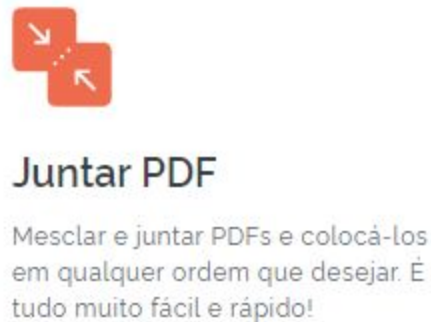 Juntar PDF
Mesclar e juntar PDFs e colocá-los
em qualquer ordem que desejar. É
tudo muito fácil e rápido!